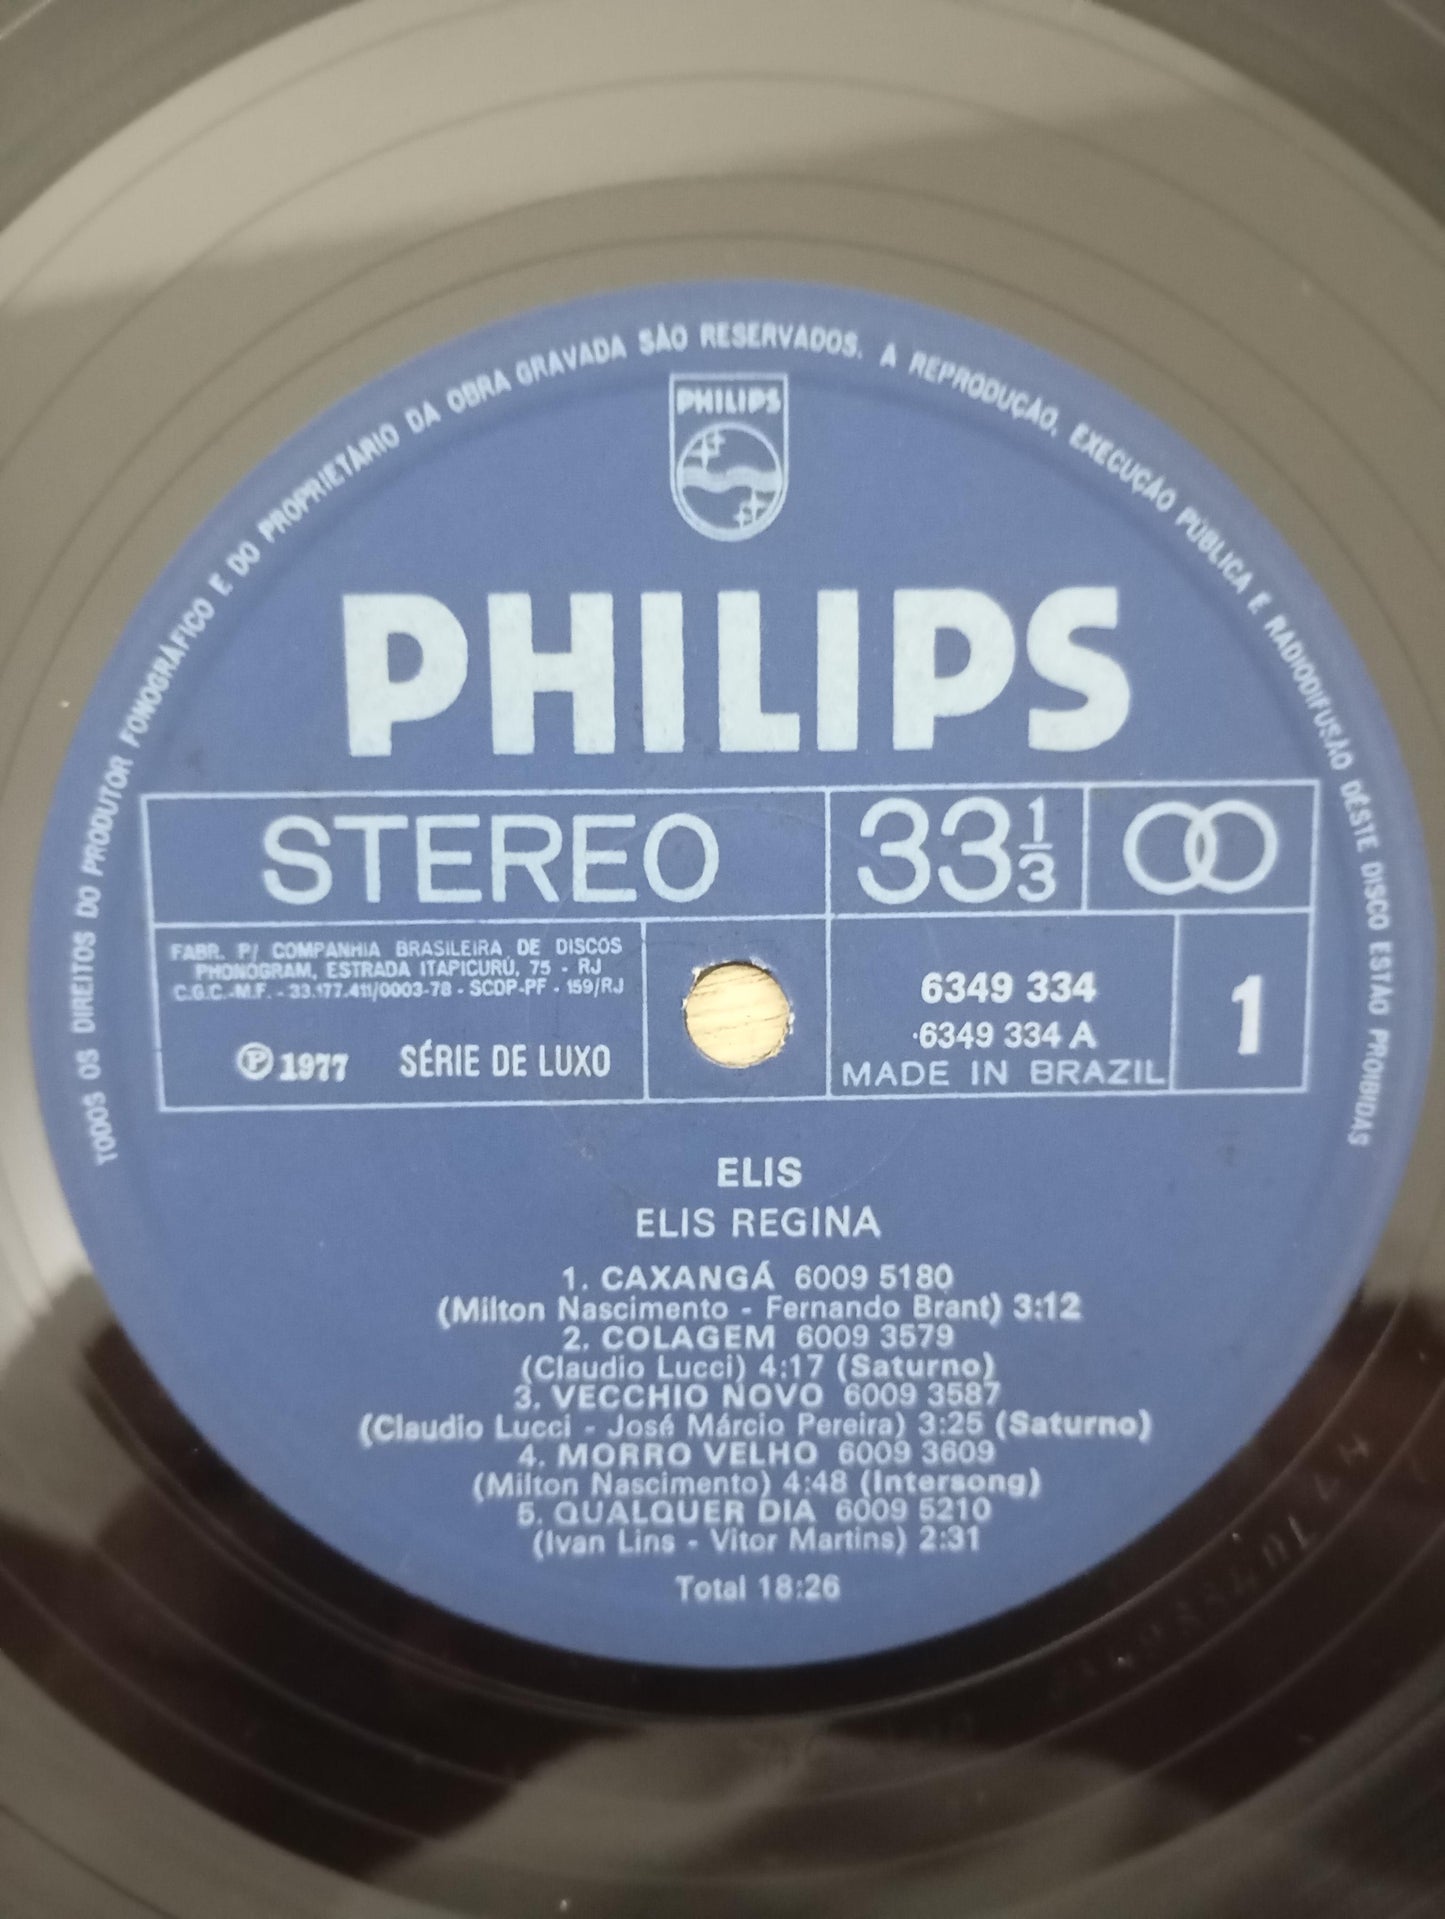 TODOS OS DIREITOS DO PRODUTOR FONOGRÁFICO E DO PROPRIETÁRIO DA OBRA GRAVADA SÃO RESERVADOS. A REPRODUÇÃO, EXECUÇÃO PÚBLICA E RADIODIFUSÃO DÊSTE DISCO ESTÃO PROIBIDAS
PHILIPS
PHILIPS
STEREO 33 1/3
FABR. P/ COMPANHIA BRASILEIRA DE DISCOS
PHONOGRAM, ESTRADA ITAPICURÚ, 75 - RJ
C.G.C.-M.F. - 33.177.411/0003-78 - SCDP-PF - 159/RJ
℗ 1977 SÉRIE DE LUXO
6349 334
6349 334 A
MADE IN BRAZIL
1
ELIS
ELIS REGINA
1. CAXANGÁ 6009 5180
(Milton Nascimento - Fernando Brant) 3:12
2. COLAGEM 6009 3579
(Claudio Lucci) 4:17 (Saturno)
3. VECCHIO NOVO 6009 3587
(Claudio Lucci - José Márcio Pereira) 3:25 (Saturno)
4. MORRO VELHO 6009 3609
(Milton Nascimento) 4:48 (Intersong)
5. QUALQUER DIA 6009 5210
(Ivan Lins - Vitor Martins) 2:31
Total 18:26